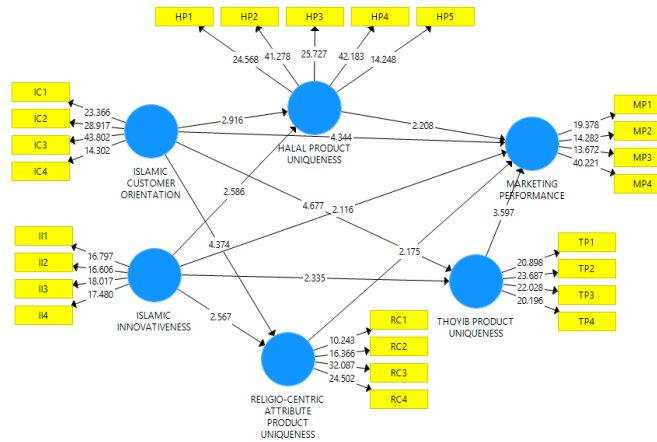 HP1 HP2 HP3 HP4 HP5
24.568 41.278 25.727 42.183 14.248
IC1
IC2
IC3
IC4
23.366
28.917
43.802
14.302
ISLAMIC
CUSTOMER
ORIENTATION
2.916
HALAL PRODUCT
UNIQUENESS
4.344
2.208
MARKETING
PERFORMANCE
19.378
14.282
13.672
40.221
MP1
MP2
MP3
MP4
2.586
4.677
2.116
3.597
4.374
2.175
II1
II2
II3
II4
16.797
16.606
18.017
17.480
ISLAMIC
INNOVATIVENESS
2.335
2.567
THOYIB PRODUCT
UNIQUENESS
20.898
23.687
22.028
20.196
TP1
TP2
TP3
TP4
RELIGIO-CENTRIC
ATTRIBUTE
PRODUCT
UNIQUENESS
10.243
16.366
32.087
24.502
RC1
RC2
RC3
RC4